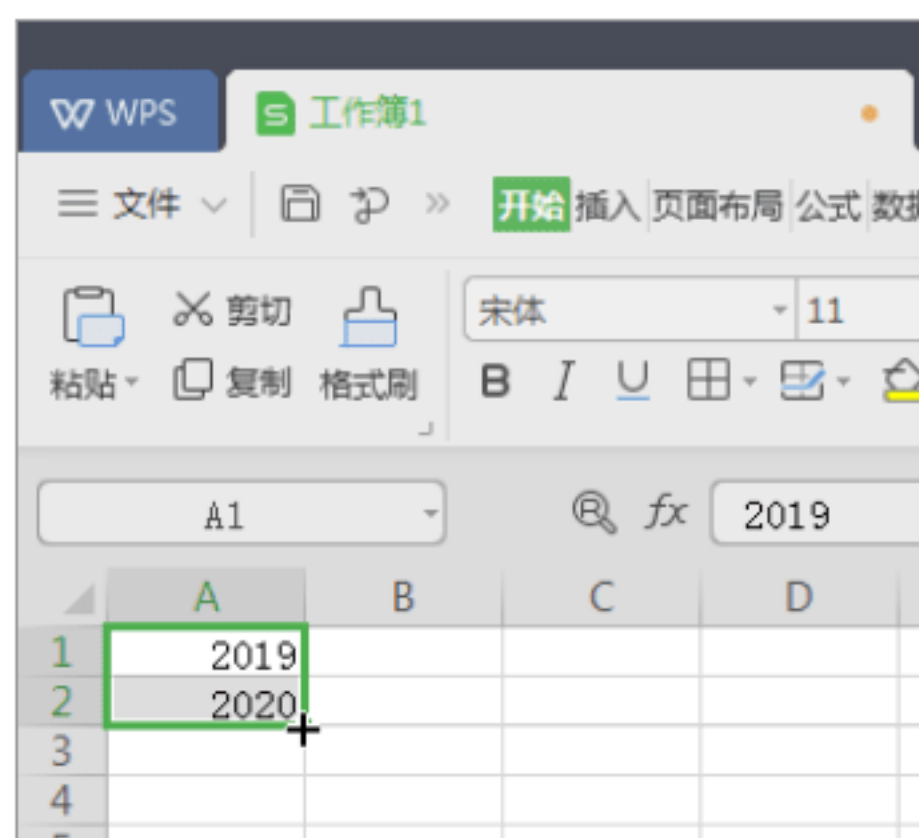 WPS
工作簿1
文件 开始 插入 页面布局 公式
剪切 宋体 11
粘贴 复制 格式刷 B I U
A1 fx 2019
A B C D
1 2019
2 2020
3
4